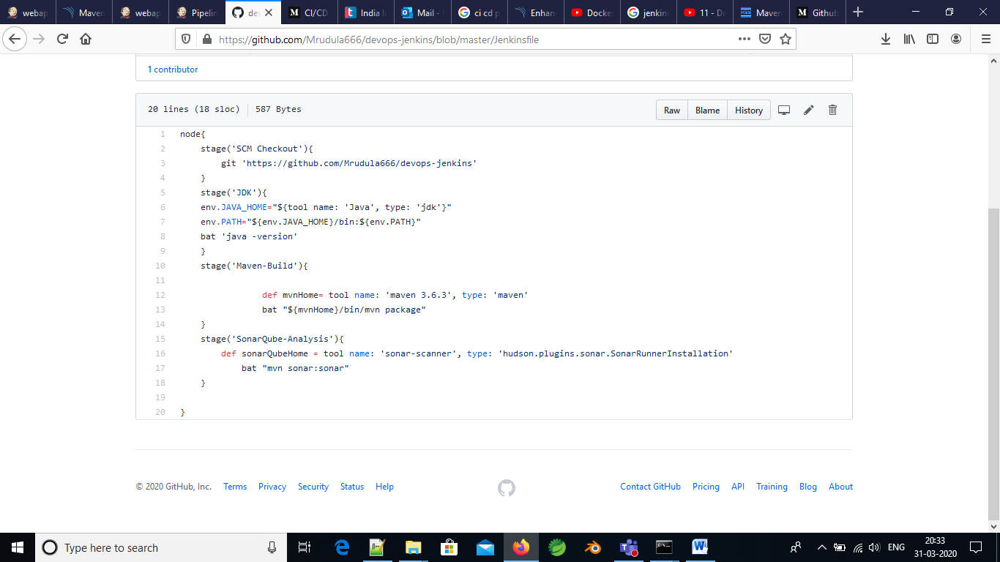 webap
Maven
webap
Pipelin
dev
CI/CD
India I
Mail -
ci cd p
Enhan
Docke
jenkin
11 - De
Maven
Github
https://github.com/Mrudula666/devops-jenkins/blob/master/Jenkinsfile
1 contributor
20 lines (18 sloc) 587 Bytes Raw Blame History
1 node{
2 stage('SCM Checkout'){
3 git 'https://github.com/Mrudula666/devops-jenkins'
4 }
5 stage('JDK'){
6 env.JAVA_HOME="${tool name: 'Java', type: 'jdk'}"
7 env.PATH="${env.JAVA_HOME}/bin:${env.PATH}"
8 bat 'java -version'
9 }
10 stage('Maven-Build'){
11
12 def mvnHome= tool name: 'maven 3.6.3', type: 'maven'
13 bat "${mvnHome}/bin/mvn package"
14 }
15 stage('SonarQube-Analysis'){
16 def sonarQubeHome = tool name: 'sonar-scanner', type: 'hudson.plugins.sonar.SonarRunnerInstallation'
17 bat "mvn sonar:sonar"
18 }
19
20 }
© 2020 GitHub, Inc. Terms Privacy Security Status Help Contact GitHub Pricing API Training Blog About
Type here to search
ENG
20:33
31-03-2020